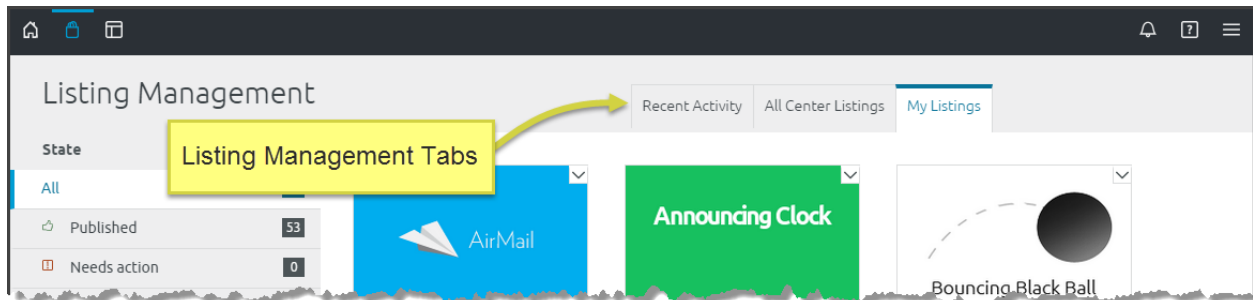 Listing Management
Recent Activity
All Center Listings
My Listings
Listing Management Tabs
State
All
Published
53
Needs action
0
AirMail
Announcing Clock
Bouncing Black Ball